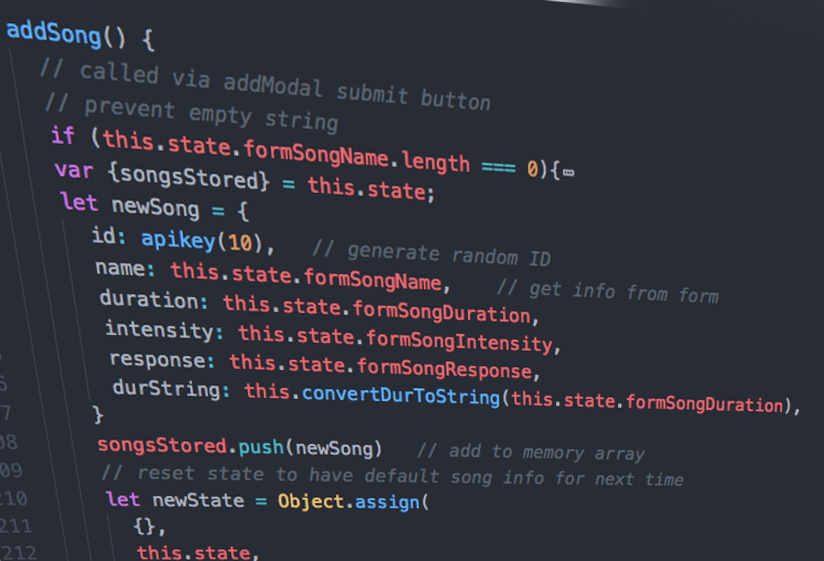 addSong() {
// called via addModal submit button
// prevent empty string
if (this.state.formSongName.length === 0){
var {songsStored} = this.state;
let newSong = {
id: apikey(10), // generate random ID
name: this.state.formSongName, // get info from form
duration: this.state.formSongDuration,
intensity: this.state.formSongIntensity,
response: this.state.formSongResponse,
durString: this.convertDurToString(this.state.formSongDuration),
}
songsStored.push(newSong) // add to memory array
// reset state to have default song info for next time
210 let newState = Object.assign(
211 {},
212 this.state,